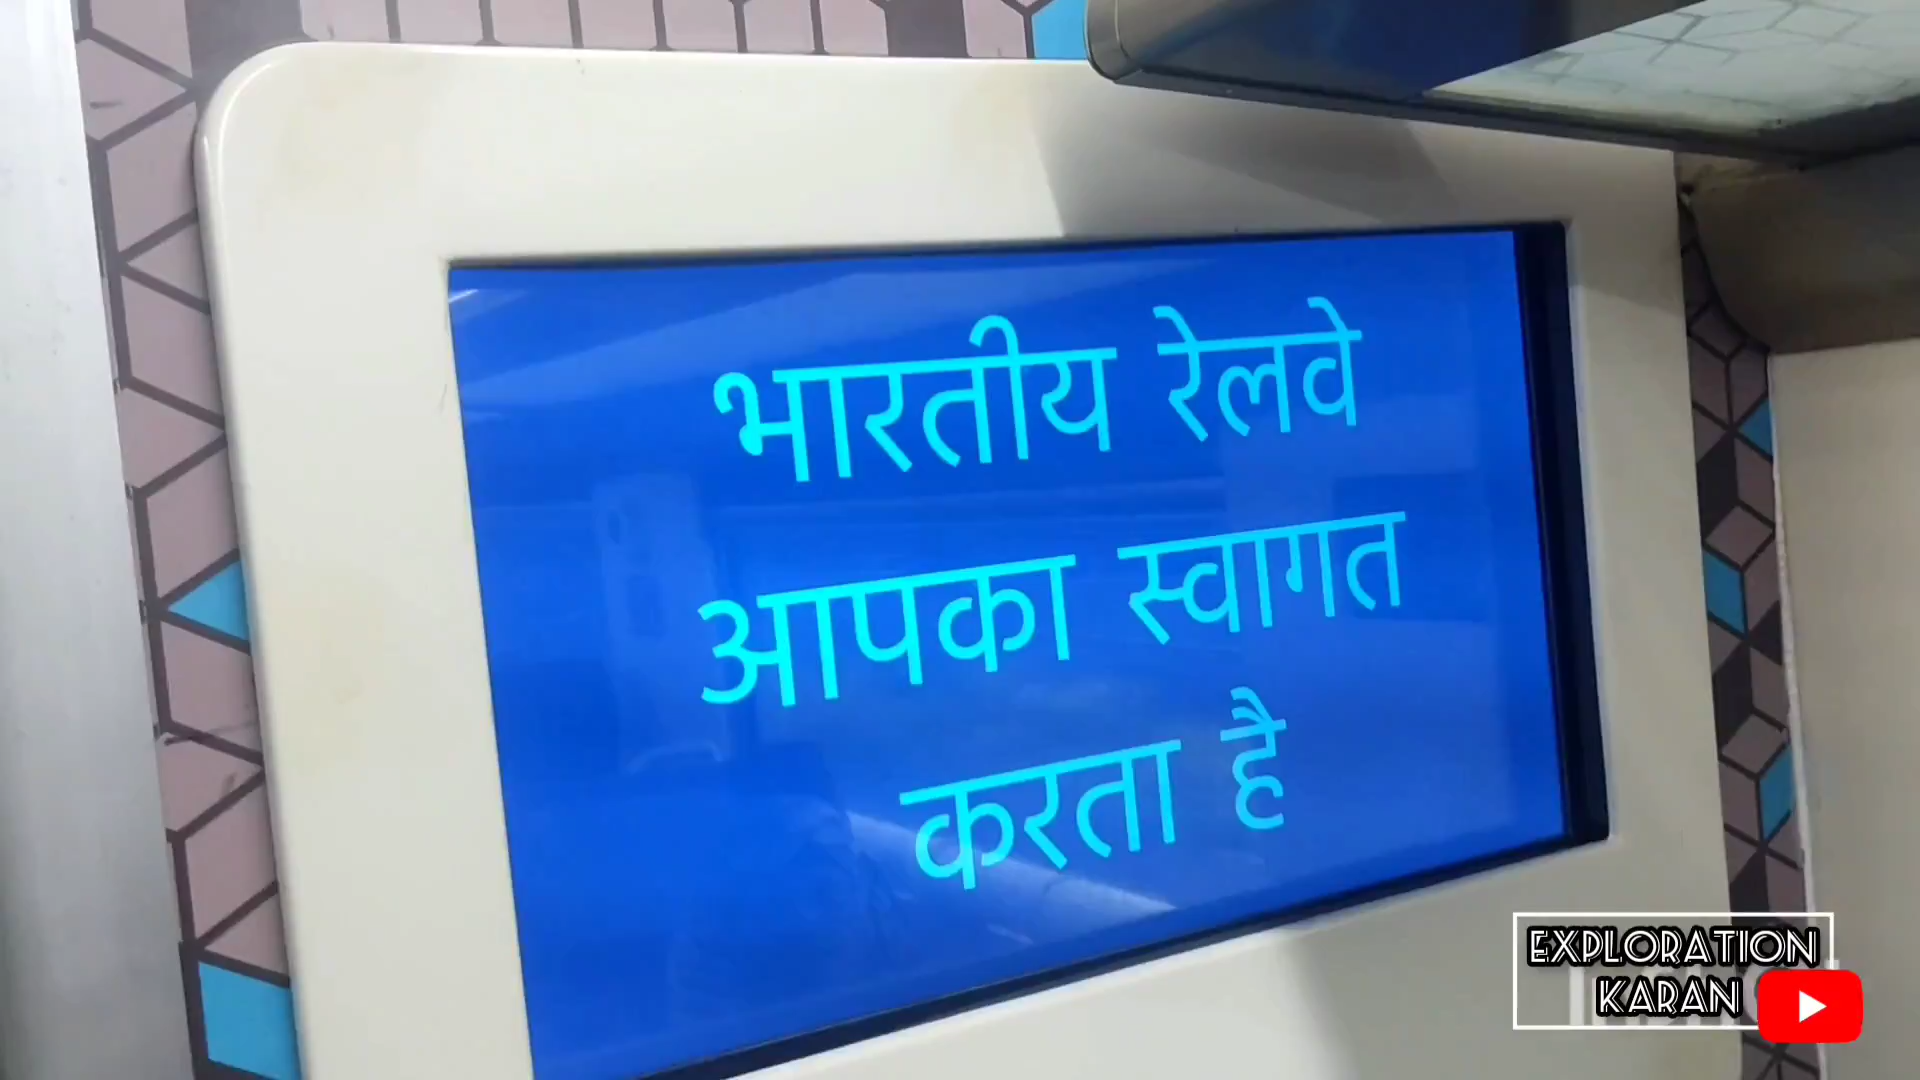 भारतीय रेलवे
आपका स्वागत
करता है
EXPLORATION
KARAN